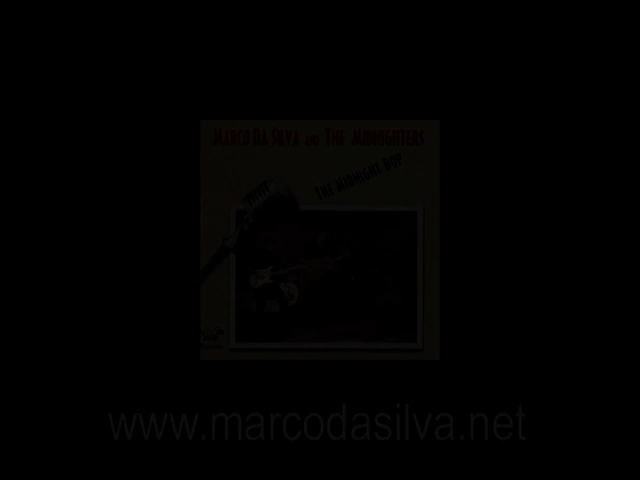 MARCO DA SILVA AND THE MIDNIGHTERS
THE MIDNIGHT BOP
www.marcodasilva.net